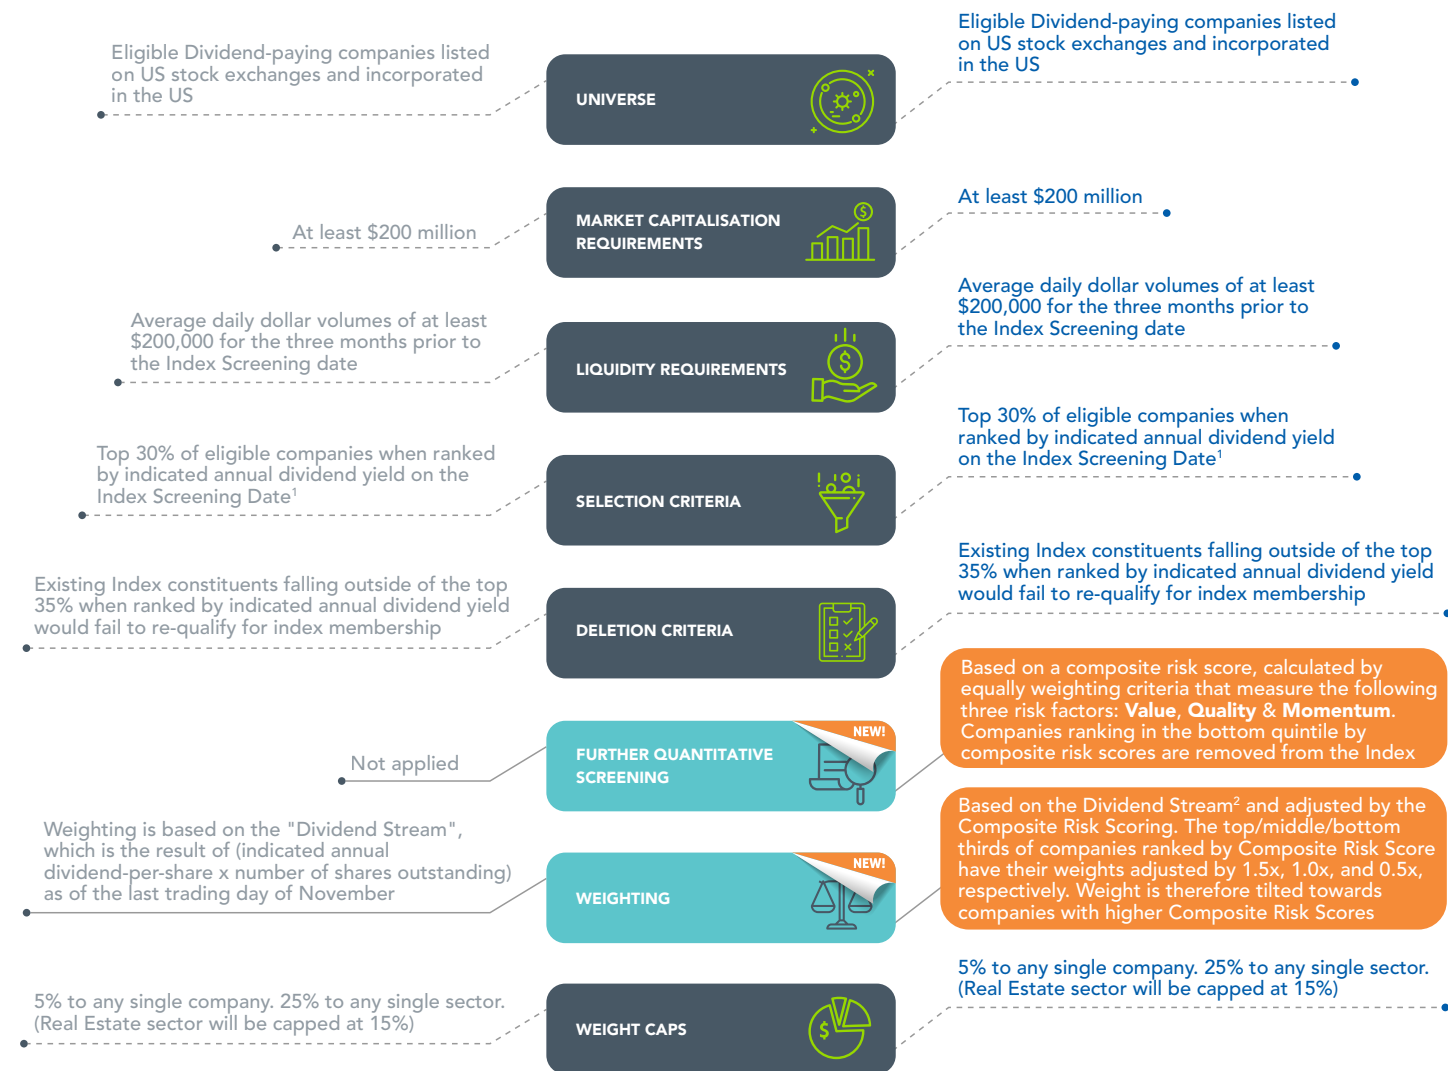 Eligible Dividend-paying companies listed
on US stock exchanges and incorporated
in the US
UNIVERSE
Eligible Dividend-paying companies listed
on US stock exchanges and incorporated
in the US
At least $200 million
MARKET CAPITALISATION
REQUIREMENTS
At least $200 million
Average daily dollar volumes of at least
$200,000 for the three months prior to
the Index Screening date
LIQUIDITY REQUIREMENTS
Average daily dollar volumes of at least
$200,000 for the three months prior to
the Index Screening date
Top 30% of eligible companies when ranked
by indicated annual dividend yield on the
Index Screening Date¹
SELECTION CRITERIA
Top 30% of eligible companies when
ranked by indicated annual dividend yield
on the Index Screening Date¹
Existing Index constituents falling outside of the top
35% when ranked by indicated annual dividend yield
would fail to re-qualify for index membership
DELETION CRITERIA
Existing Index constituents falling outside of the top
35% when ranked by indicated annual dividend yield
would fail to re-qualify for index membership
Not applied
FURTHER QUANTITATIVE
SCREENING
NEW!
Based on a composite risk score, calculated by
equally weighting criteria that measure the following
three risk factors: Value, Quality & Momentum.
Companies ranking in the bottom quintile by
composite risk scores are removed from the Index
Weighting is based on the "Dividend Stream",
which is the result of (indicated annual
dividend-per-share x number of shares outstanding)
as of the last trading day of November
WEIGHTING
NEW!
Based on the Dividend Stream² and adjusted by the
Composite Risk Scoring. The top/middle/bottom
thirds of companies ranked by Composite Risk Score
have their weights adjusted by 1.5x, 1.0x, and 0.5x,
respectively. Weight is therefore tilted towards
companies with higher Composite Risk Scores
5% to any single company. 25% to any single sector.
(Real Estate sector will be capped at 15%)
WEIGHT CAPS
5% to any single company. 25% to any single sector.
(Real Estate sector will be capped at 15%)